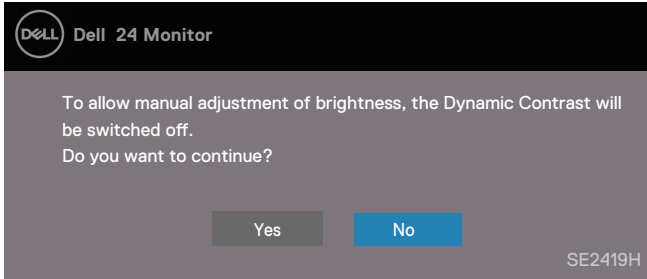 DELL Dell 24 Monitor
To allow manual adjustment of brightness, the Dynamic Contrast will
be switched off.
Do you want to continue?
Yes No
SE2419H